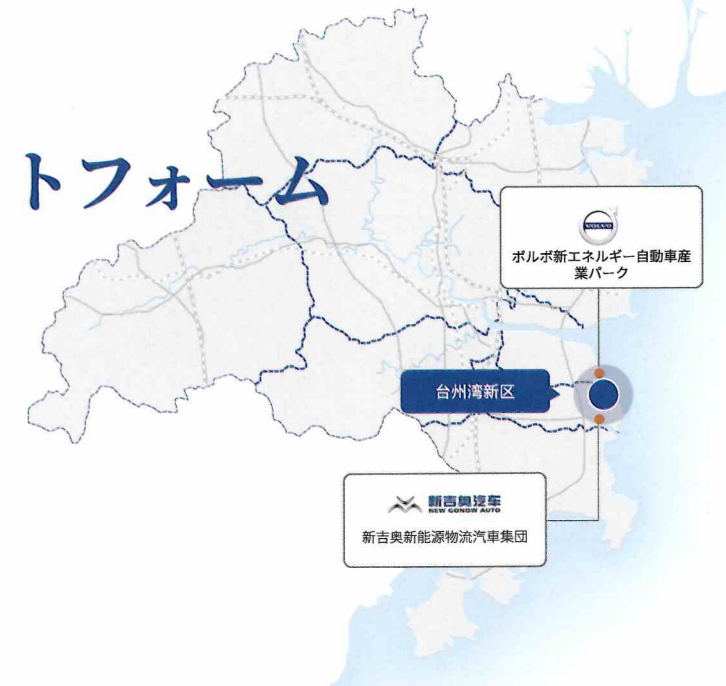 トフォーム
VOLVO
ボルボ新エネルギー自動車産
業パーク
台州湾新区
新吉奥汽车
NEW GONOW AUTO
新吉奥新能源物流汽車集団